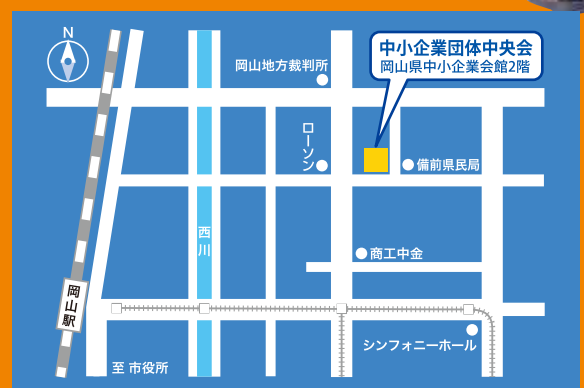 N
中小企業団体中央会
岡山県中小企業会館2階
岡山地方裁判所
ローソン
備前県民局
西川
商工中金
岡山駅
シンフォニーホール
至 市役所